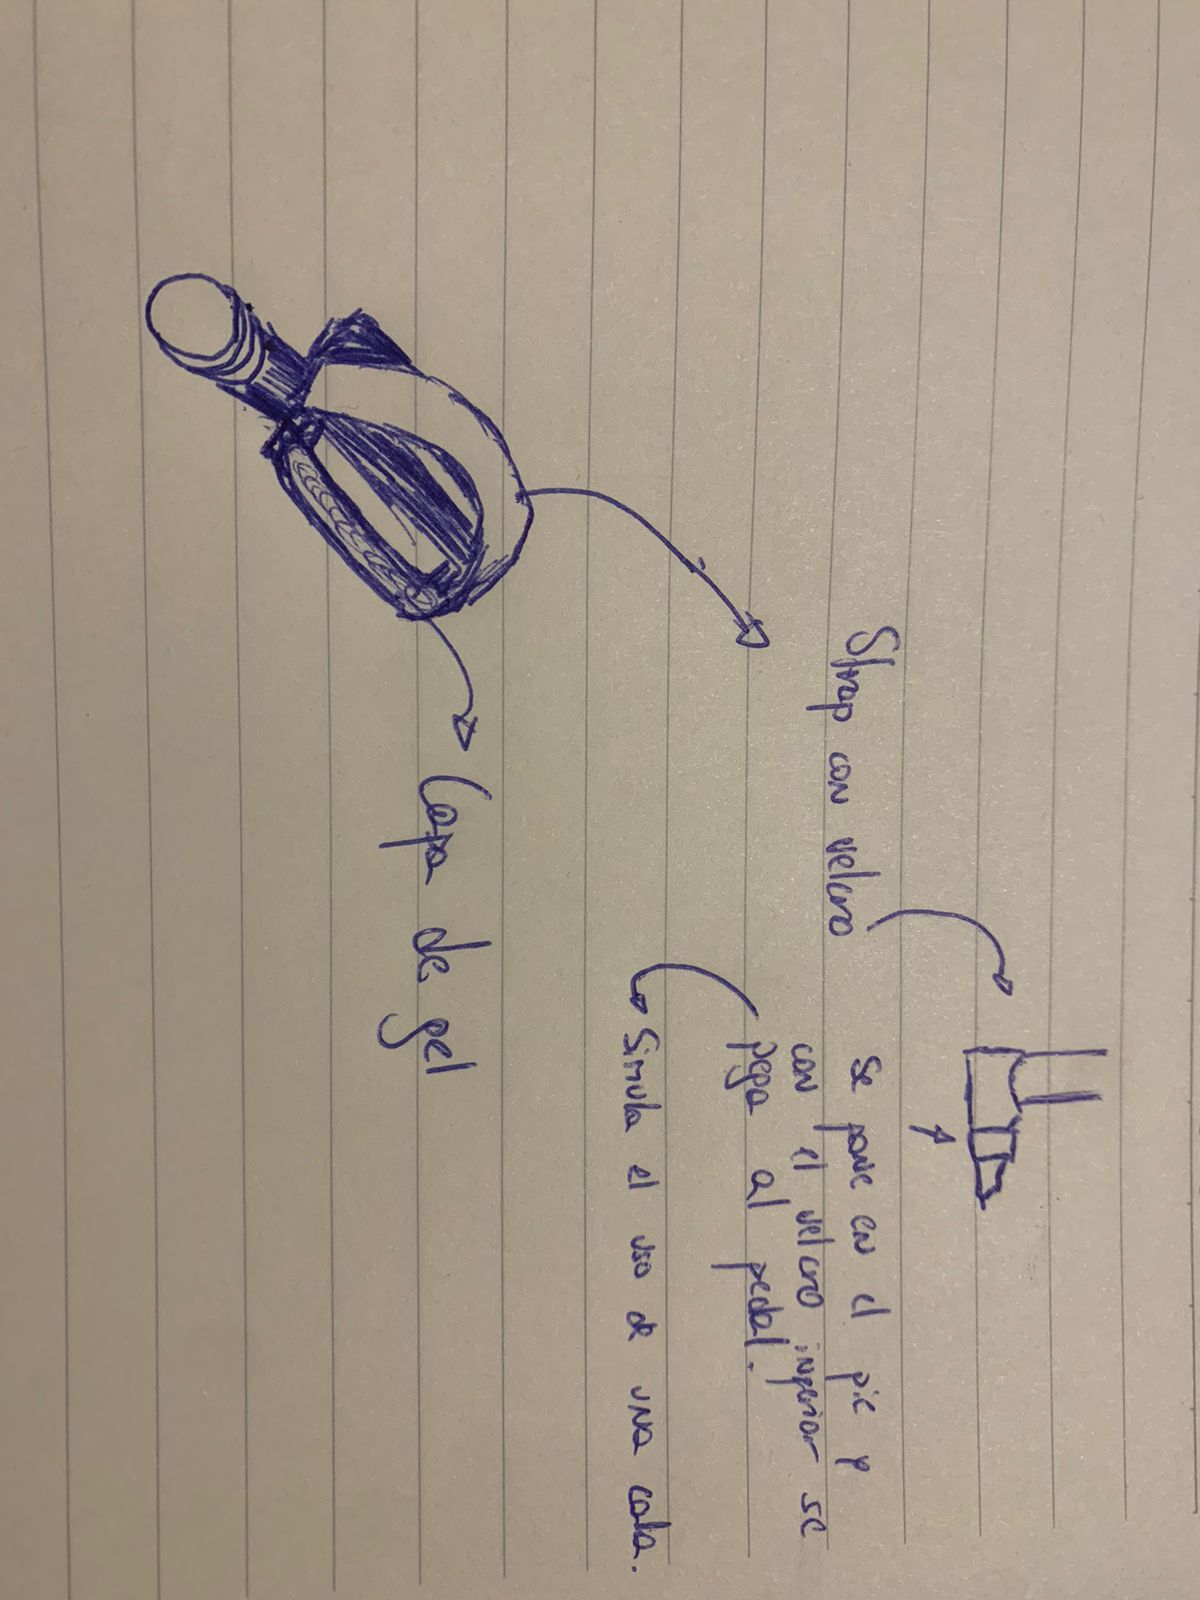 Strap con velcro
Se pone en el pie y
con el velcro inferior se
pega al pedal.
Simula el uso de una cala.
Capa de gel